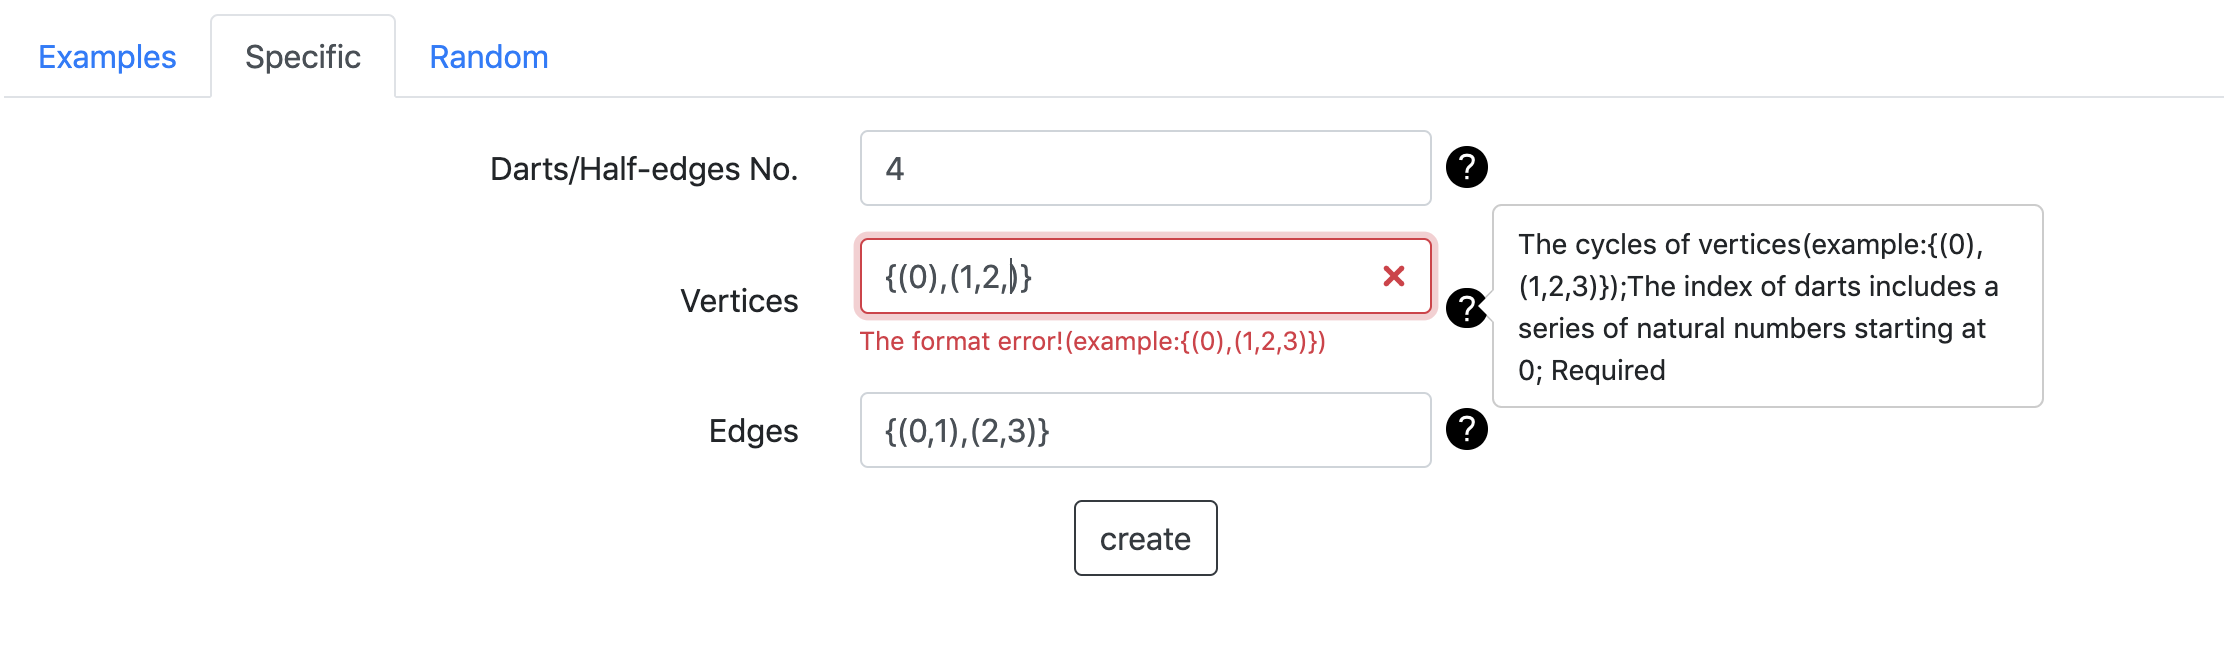 Examples Specific Random
Darts/Half-edges No. 4 ?
Vertices {(0),(1,2,)} ?
The format error!(example:{(0),(1,2,3)})
The cycles of vertices(example:{(0),
(1,2,3)});The index of darts includes a
series of natural numbers starting at
0; Required
Edges {(0,1),(2,3)} ?
create